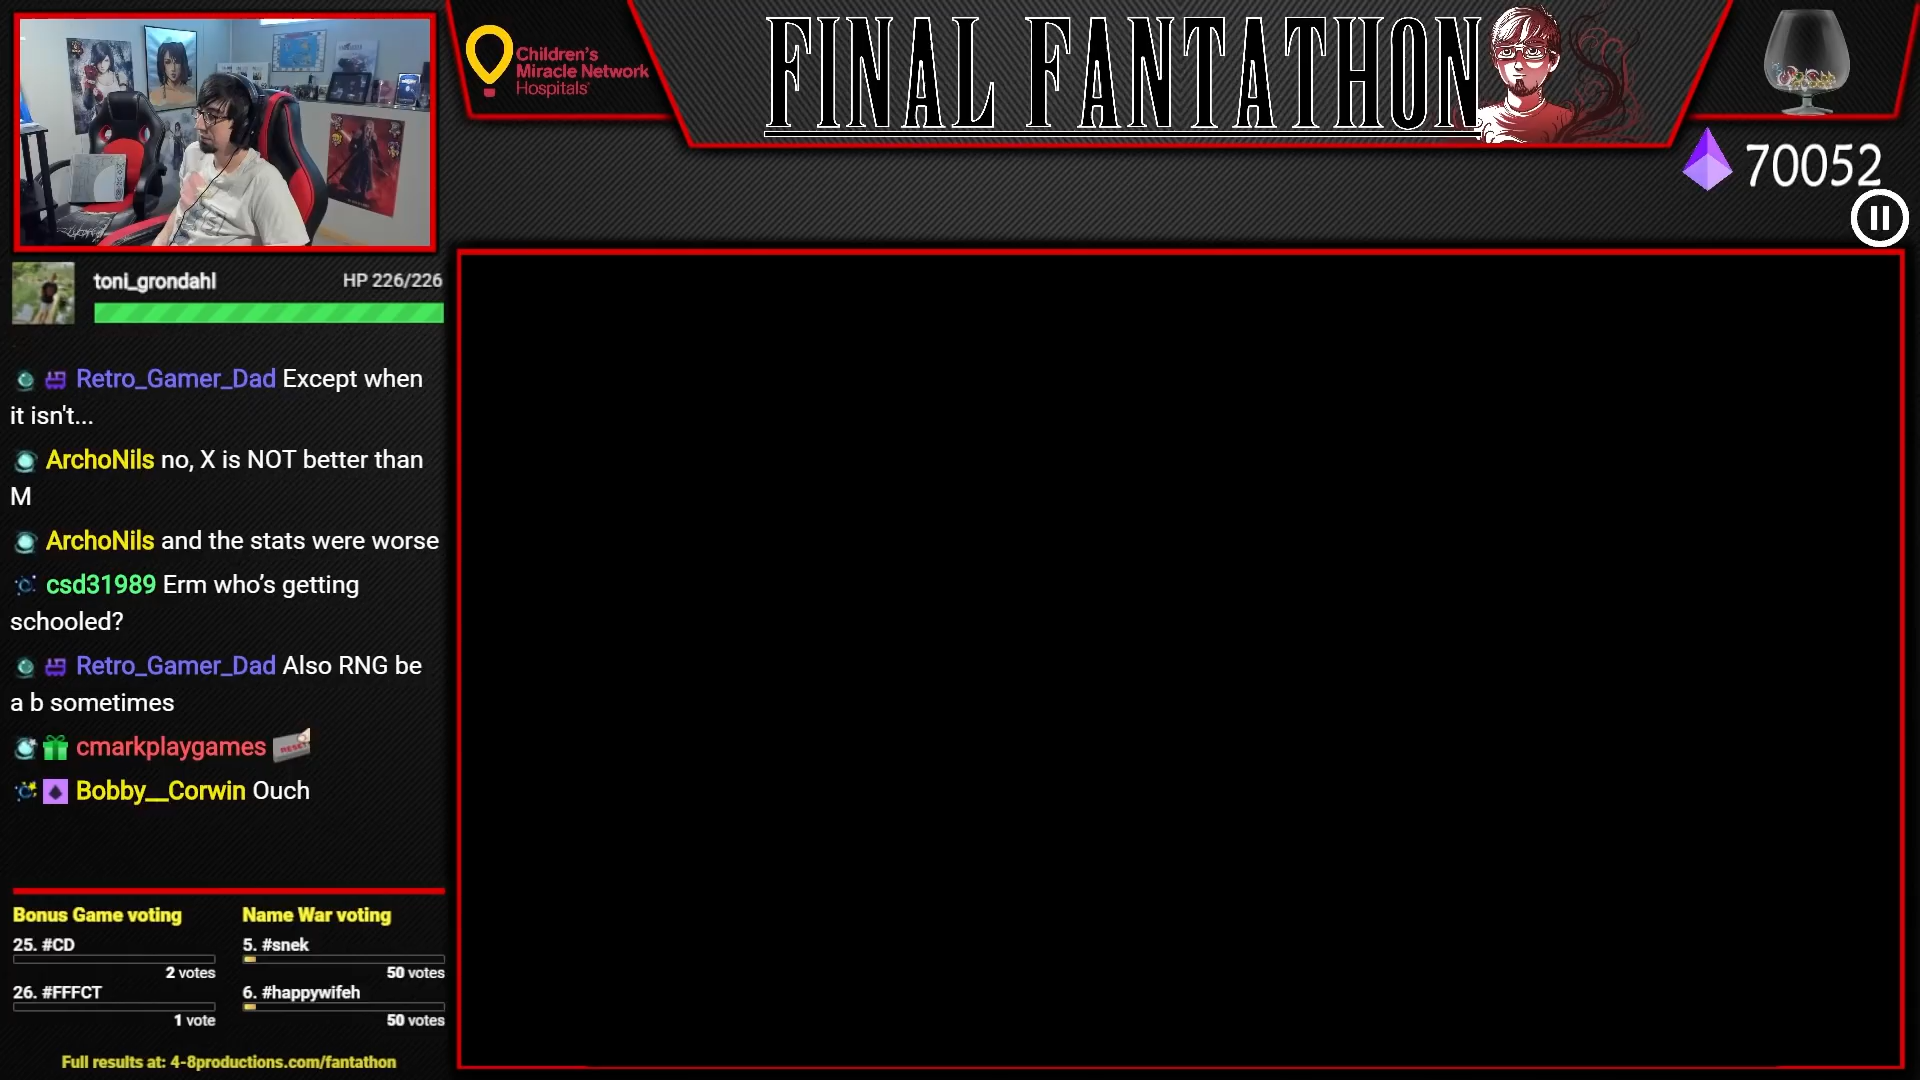 Children's
Miracle Network
Hospitals
FINAL FANTATHON
70052
toni_grondahl
HP 226/226
Retro_Gamer_Dad Except when
it isn't...
ArchoNils no, X is NOT better than
M
ArchoNils and the stats were worse
csd31989 Erm who’s getting
schooled?
Retro_Gamer_Dad Also RNG be
a b sometimes
cmarkplaygames RESET
Bobby__Corwin Ouch
Bonus Game voting
25. #CD
2 votes
26. #FFFCT
1 vote
Name War voting
5. #snek
50 votes
6. #happywifeh
50 votes
Full results at: 4-8productions.com/fantathon